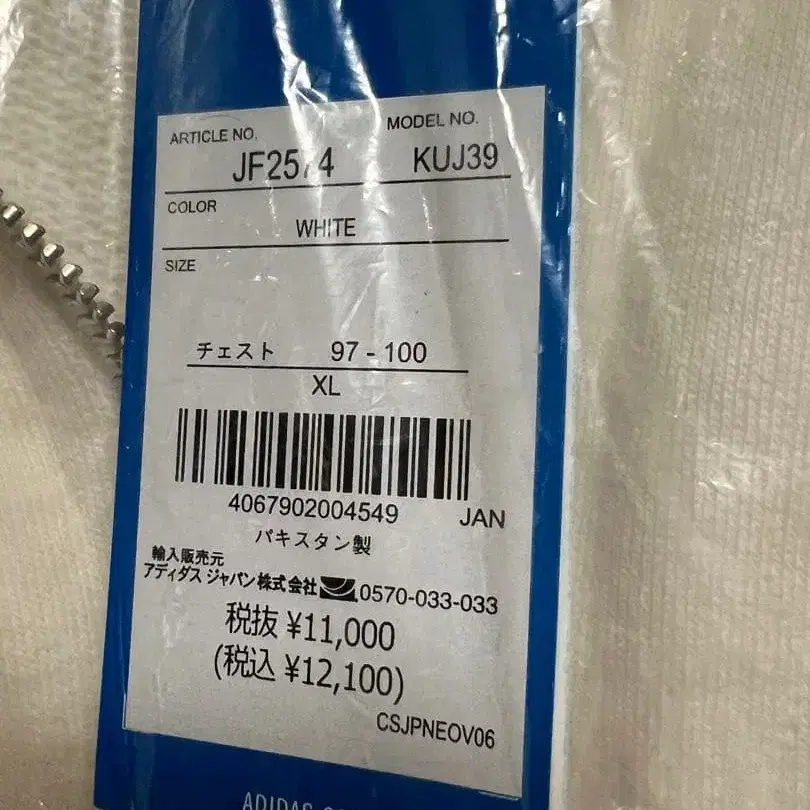 ARTICLE NO. MODEL NO.
JF2574 KUJ39
COLOR
WHITE
SIZE
チェスト 97 - 100
XL
4067902004549 JAN
パキスタン製
輸入販売元
アディダス ジャパン株式会社 0570-033-033
税抜 ¥11,000
(税込 ¥12,100)
CSJPNEOV06
ADIDAS